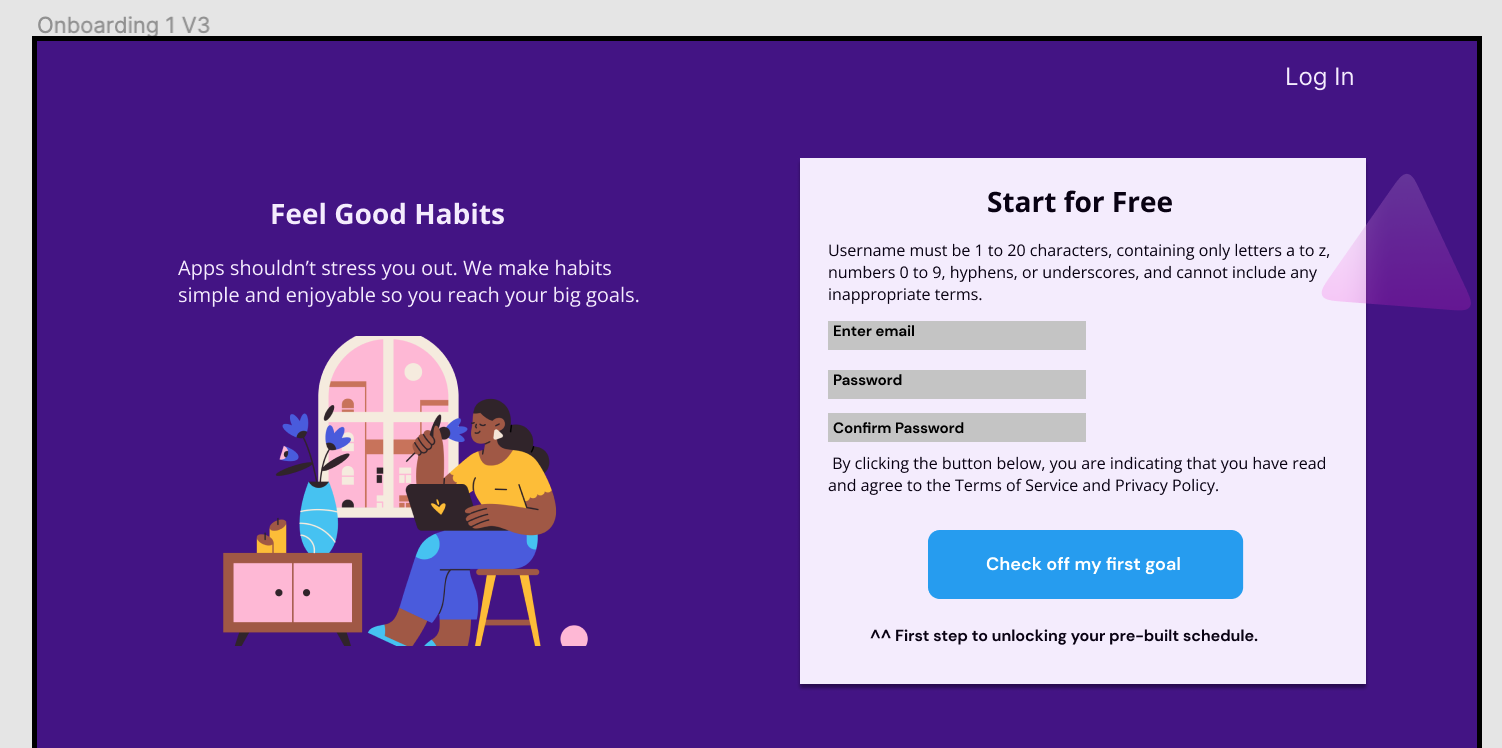 Onboarding 1 V3
Log In
Feel Good Habits
Apps shouldn’t stress you out. We make habits
simple and enjoyable so you reach your big goals.
Start for Free
Username must be 1 to 20 characters, containing only letters a to z,
numbers 0 to 9, hyphens, or underscores, and cannot include any
inappropriate terms.
Enter email
Password
Confirm Password
By clicking the button below, you are indicating that you have read
and agree to the Terms of Service and Privacy Policy.
Check off my first goal
^^ First step to unlocking your pre-built schedule.